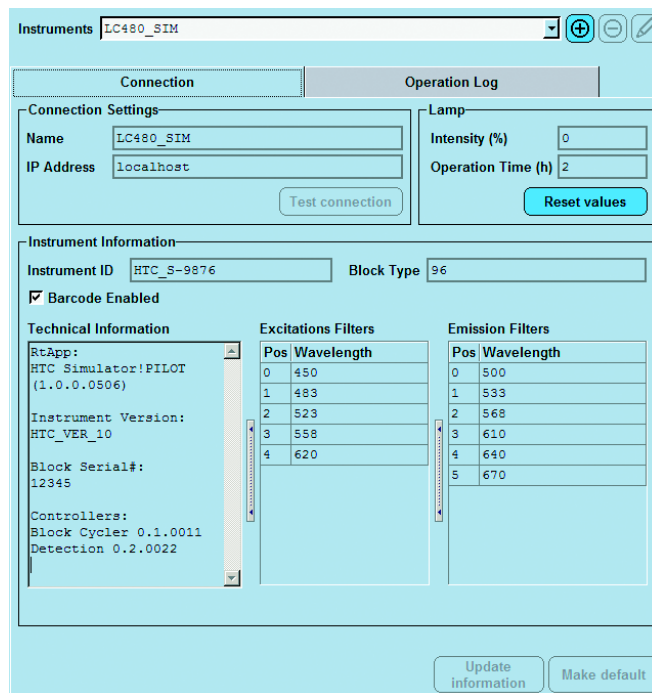 Instruments LC480_SIM
Connection Operation Log
Connection Settings
Name LC480_SIM
IP Address localhost
Test connection
Lamp
Intensity (%) 0
Operation Time (h) 2
Reset values
Instrument Information
Instrument ID HTC_S-9876 Block Type 96
Barcode Enabled
Technical Information
RtApp:
HTC Simulator!PILOT
(1.0.0.0506)
Instrument Version:
HTC_VER_10
Block Serial#:
12345
Controllers:
Block Cycler 0.1.0011
Detection 0.2.0022
Excitations Filters
Pos Wavelength
0 450
1 483
2 523
3 558
4 620
Emission Filters
Pos Wavelength
0 500
1 533
2 568
3 610
4 640
5 670
Update
information
Make default